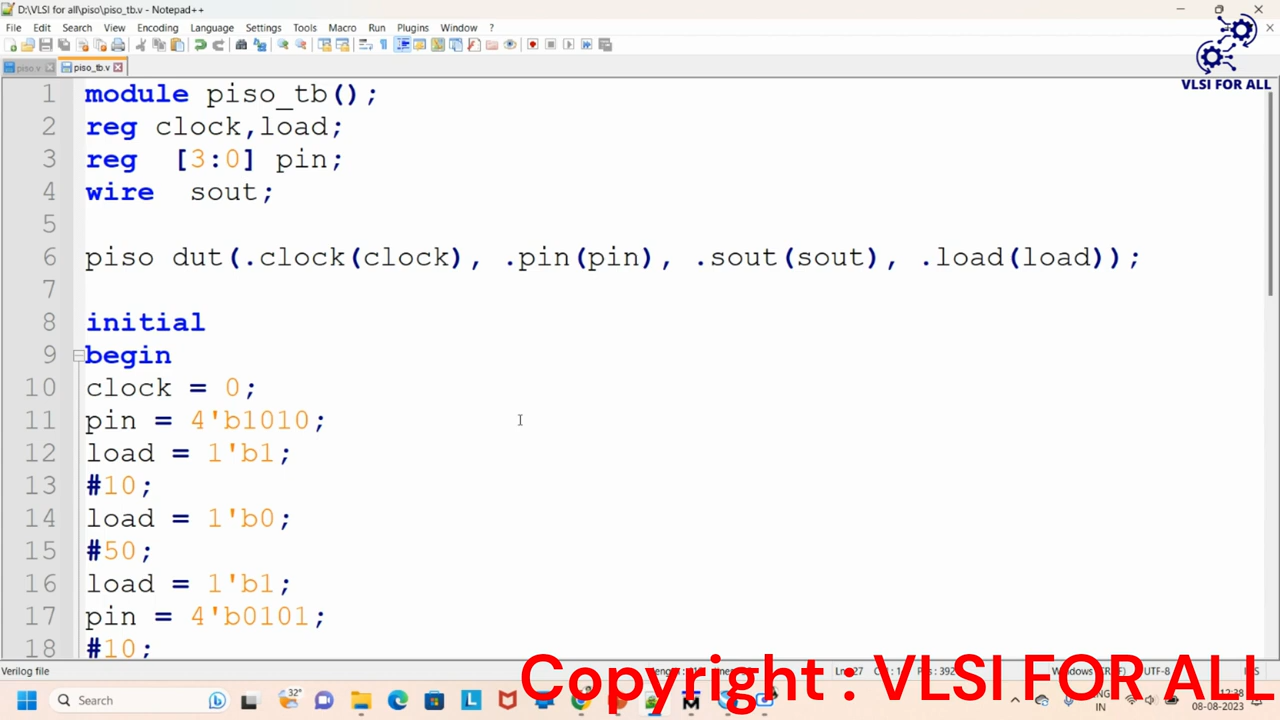 D:\VLSI for all\piso\piso_tb.v - Notepad++
File Edit Search View Encoding Language Settings Tools Macro Run Plugins Window ?
piso.v piso_tb.v
VLSI FOR ALL
1 module piso_tb();
2 reg clock,load;
3 reg [3:0] pin;
4 wire sout;
5
6 piso dut(.clock(clock), .pin(pin), .sout(sout), .load(load));
7
8 initial
9 begin
10 clock = 0;
11 pin = 4'b1010;
12 load = 1'b1;
13 #10;
14 load = 1'b0;
15 #50;
16 load = 1'b1;
17 pin = 4'b0101;
18 #10;
Verilog file
UTF-8
Copyright : VLSI FOR ALL
Search
32°
IN
12:38
08-08-2023